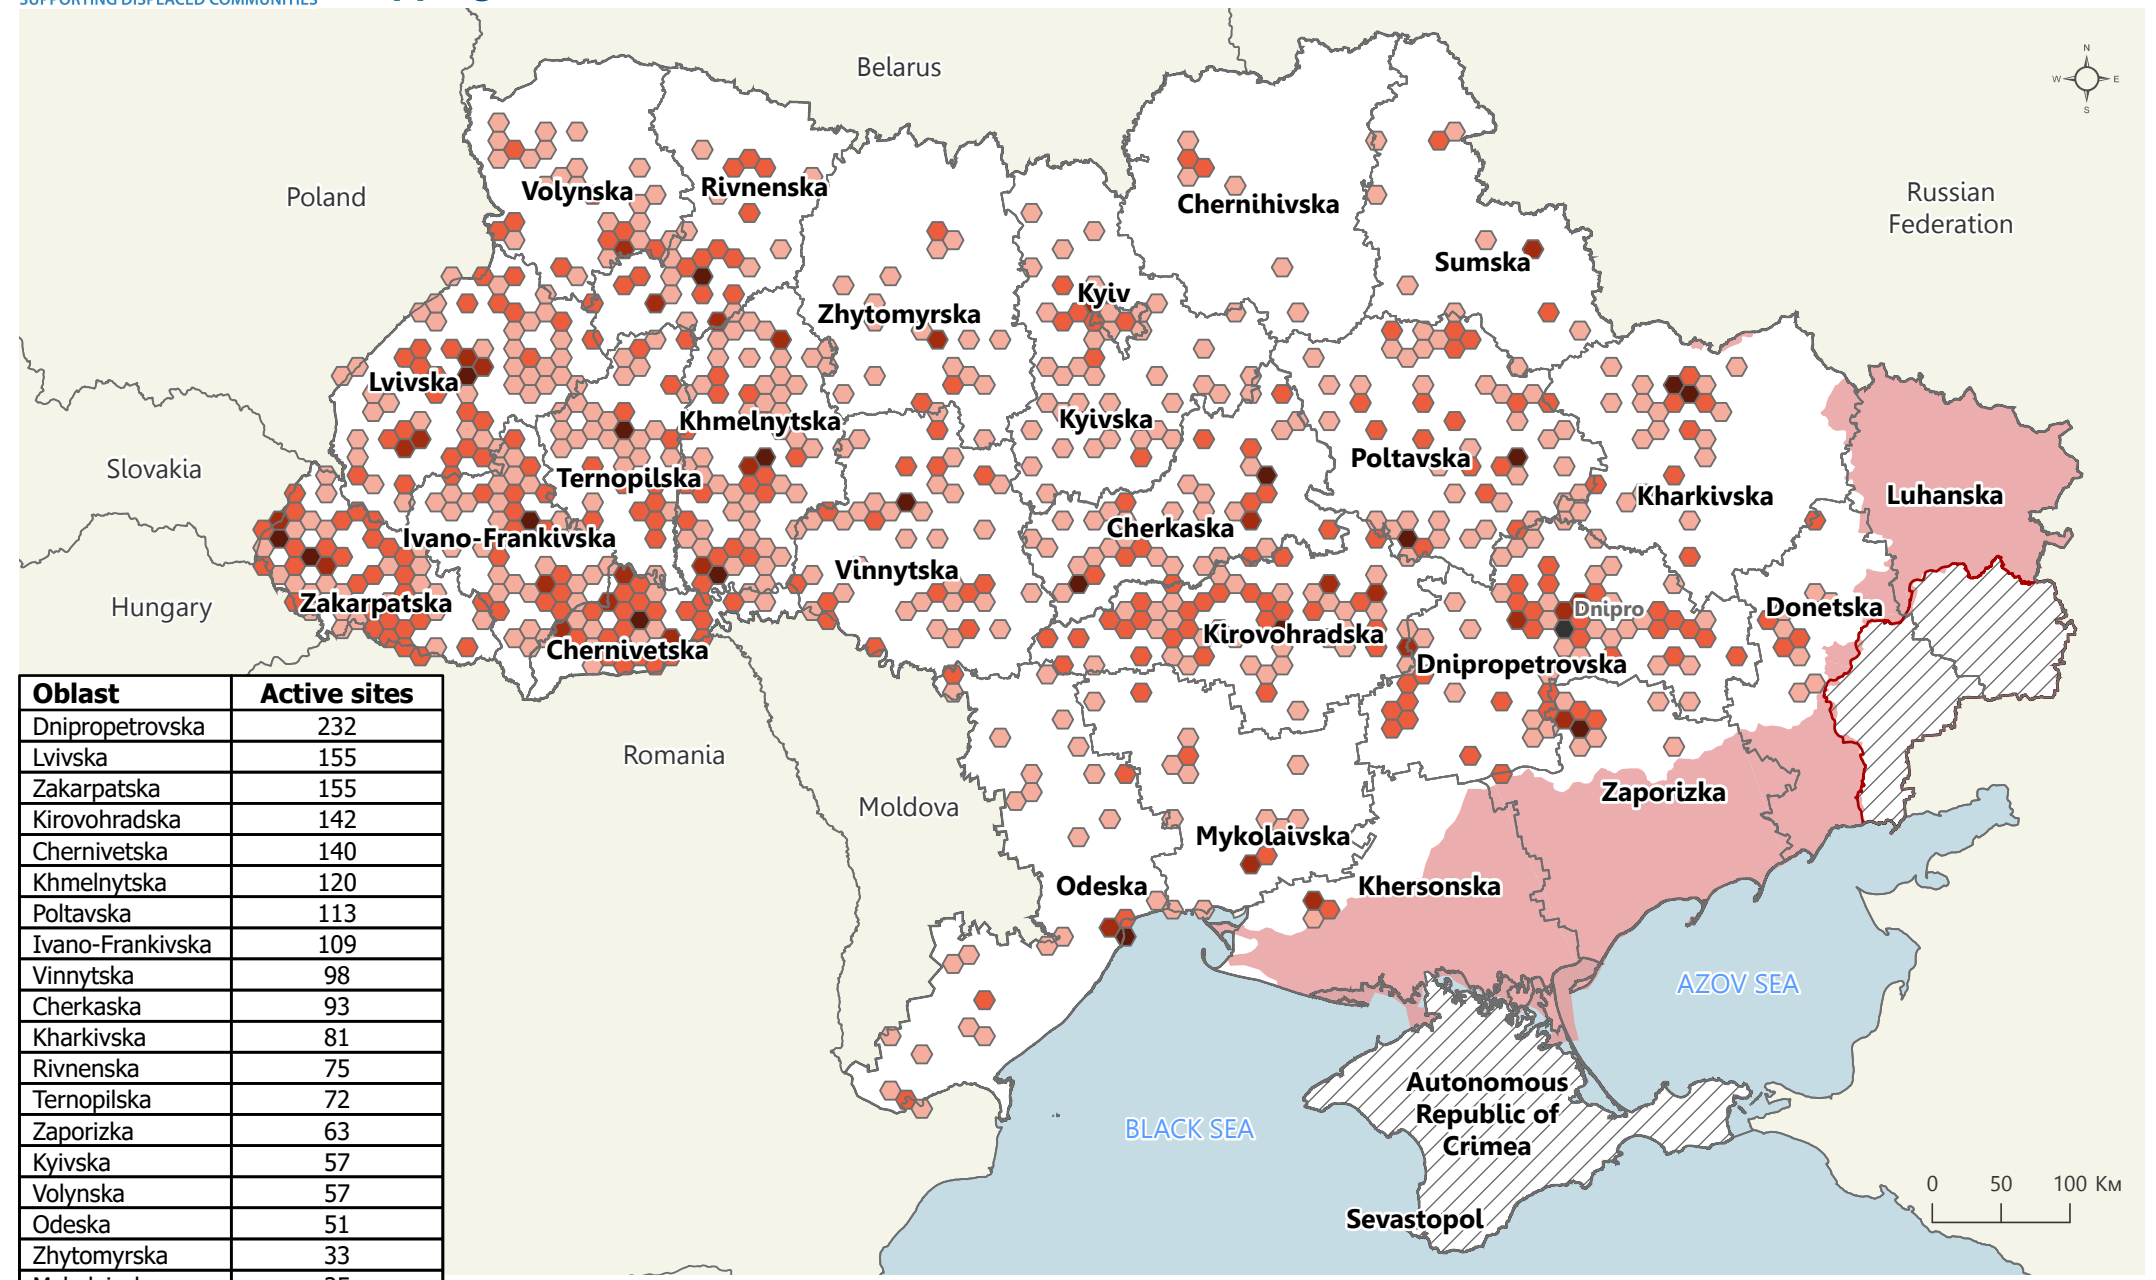 SUPPORTING DISPLACED COMMUNITIES
Belarus
N
W E
S
Poland
Volynska
Rivnenska
Chernihivska
Russian
Federation
Sumska
Kyiv
Zhytomyrska
Lvivska
Khmelnytska
Kyivska
Poltavska
Slovakia
Ternopilska
Kharkivska
Luhanska
Cherkaska
Ivano-Frankivska
Vinnytska
Hungary
Zakarpatska
Dnipro
Donetska
Kirovohradska
Chernivetska
Dnipropetrovska
Romania
Moldova
Zaporizka
Mykolaivska
Odeska
Khersonska
AZOV SEA
Autonomous
Republic of
Crimea
BLACK SEA
Sevastopol
0 50 100 Км
Oblast Active sites
Dnipropetrovska 232
Lvivska 155
Zakarpatska 155
Kirovohradska 142
Chernivetska 140
Khmelnytska 120
Poltavska 113
Ivano-Frankivska 109
Vinnytska 98
Cherkaska 93
Kharkivska 81
Rivnenska 75
Ternopilska 72
Zaporizka 63
Kyivska 57
Volynska 57
Odeska 51
Zhytomyrska 33